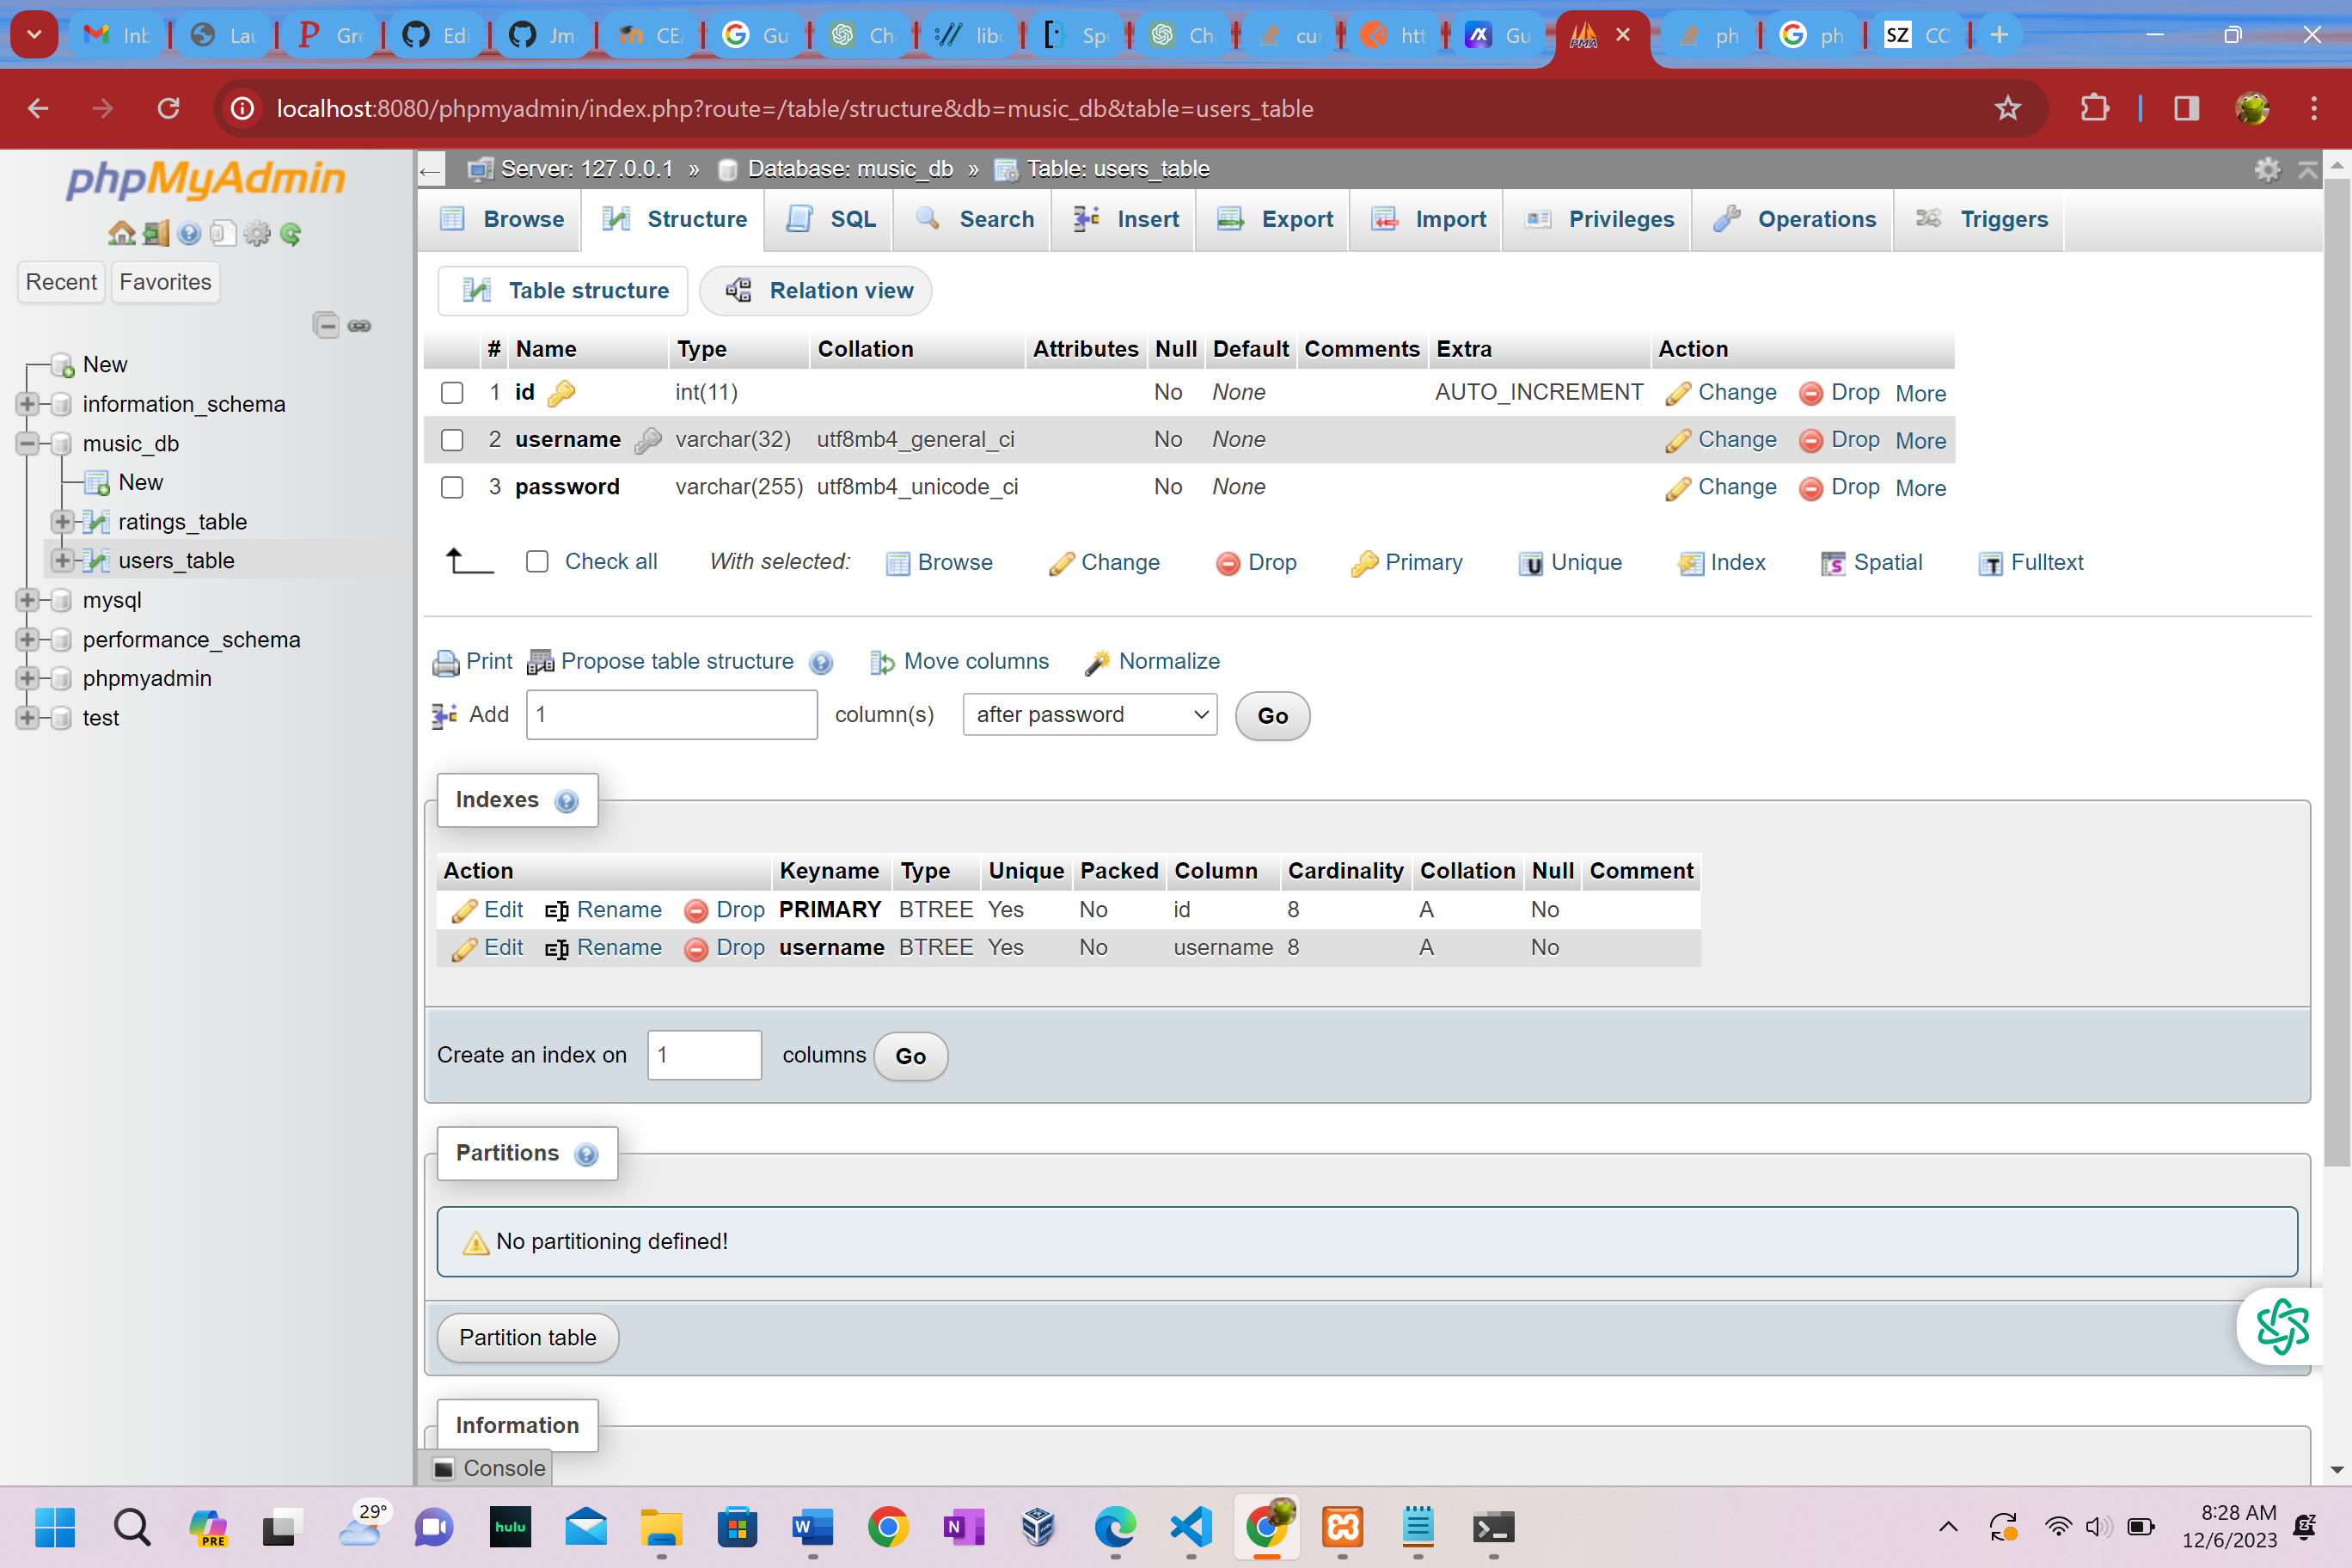 Inb
Lau
Gre
Edi
Jm
CEA
Gu
Ch
libc
Sp
Ch
cu
htt
Gu
PMA
ph
ph
SZ CC
localhost:8080/phpmyadmin/index.php?route=/table/structure&db=music_db&table=users_table
phpMyAdmin
Recent Favorites
New
information_schema
music_db
New
ratings_table
users_table
mysql
performance_schema
phpmyadmin
test
Server: 127.0.0.1 » Database: music_db » Table: users_table
Browse Structure SQL Search Insert Export Import Privileges Operations Triggers
Table structure Relation view
# Name Type Collation Attributes Null Default Comments Extra Action
1 id int(11) No None AUTO_INCREMENT Change Drop More
2 username varchar(32) utf8mb4_general_ci No None Change Drop More
3 password varchar(255) utf8mb4_unicode_ci No None Change Drop More
Check all With selected: Browse Change Drop Primary Unique Index Spatial Fulltext
Print Propose table structure Move columns Normalize
Add 1 column(s) after password Go
Indexes
Action Keyname Type Unique Packed Column Cardinality Collation Null Comment
Edit Rename Drop PRIMARY BTREE Yes No id 8 A No
Edit Rename Drop username BTREE Yes No username 8 A No
Create an index on 1 columns Go
Partitions
No partitioning defined!
Partition table
Information
Console
PRE
29°
hulu
8:28 AM
12/6/2023